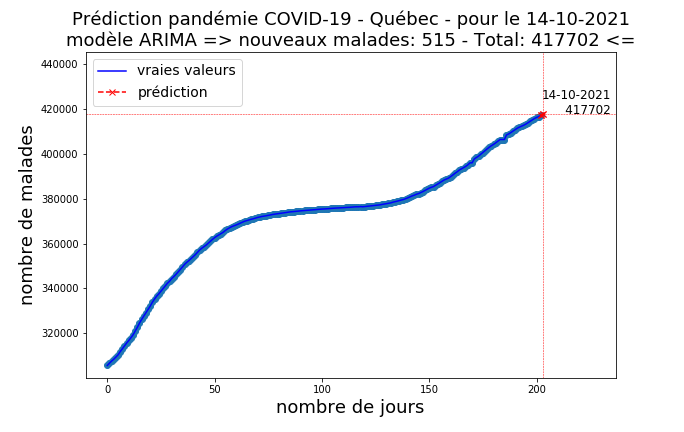 Prédiction pandémie COVID-19 - Québec - pour le 14-10-2021
modèle ARIMA => nouveaux malades: 515 - Total: 417702 <=
vraies valeurs
prédiction
14-10-2021
417702
nombre de malades
440000
420000
400000
380000
360000
340000
320000
0 50 100 150 200
nombre de jours